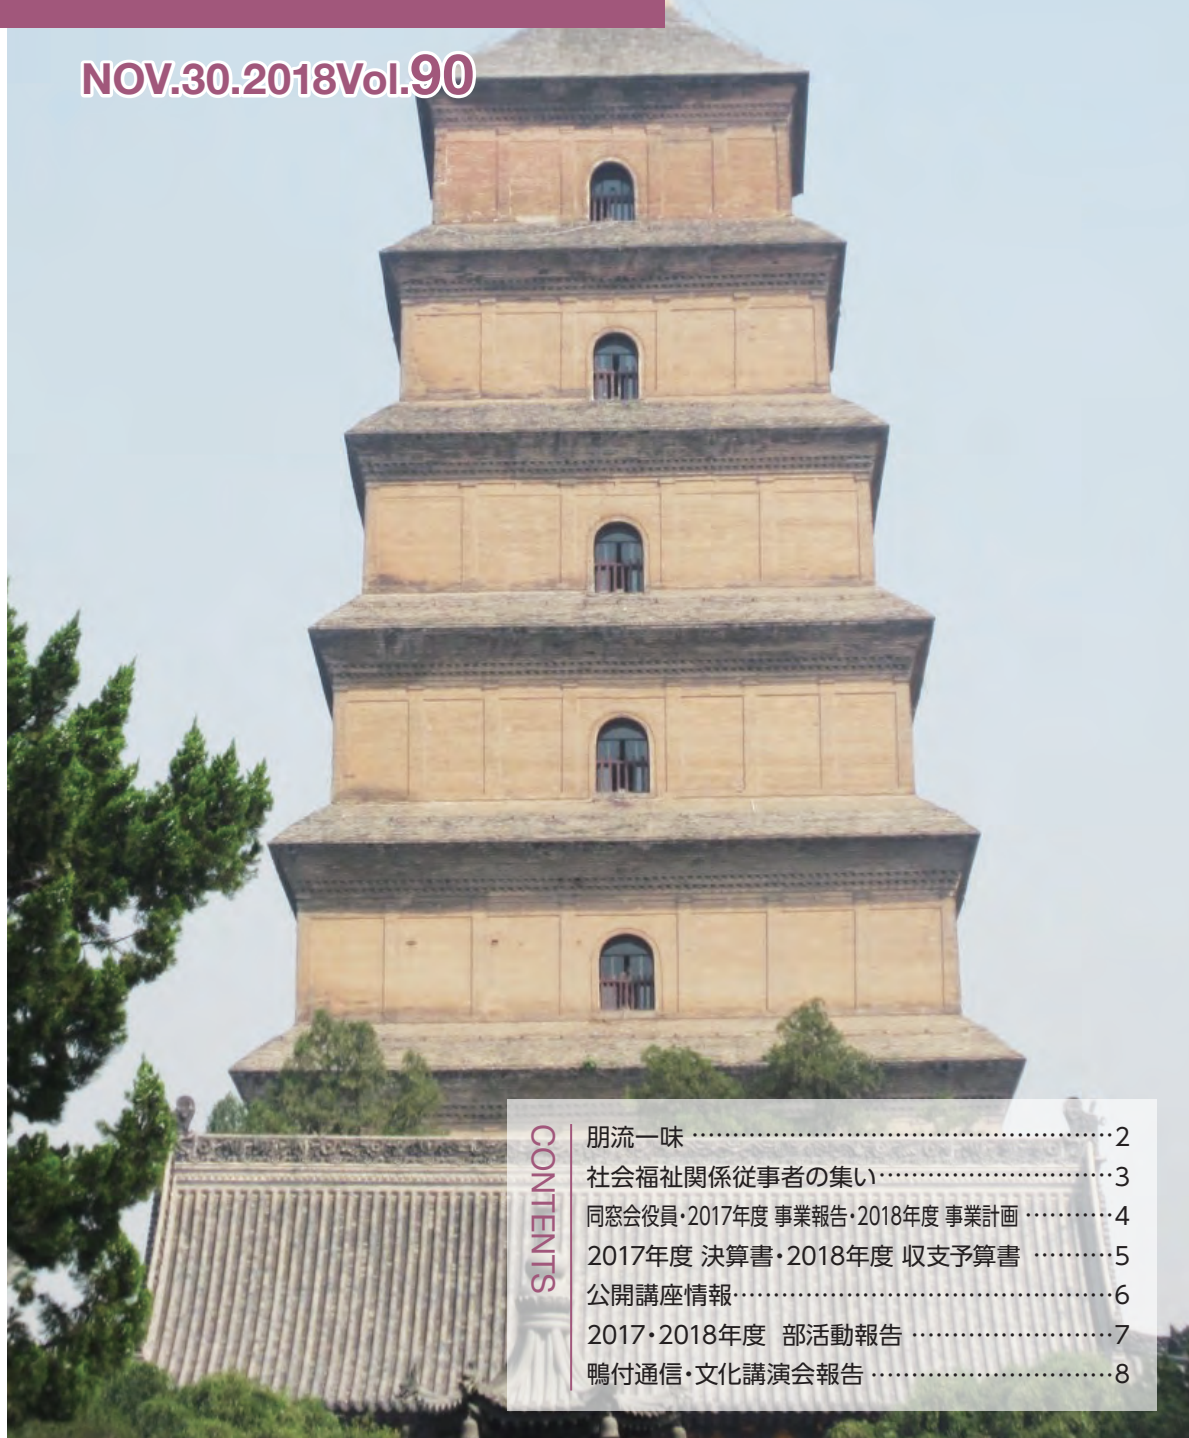 NOV.30.2018Vol.90
CONTENTS
朋流一味 ………………………………………………2
社会福祉関係従事者の集い…………………………3
同窓会役員・2017年度 事業報告・2018年度 事業計画 …………4
2017年度 決算書・2018年度 収支予算書 …………5
公開講座情報…………………………………………6
2017・2018年度 部活動報告 ………………………7
鴨付通信・文化講演会報告 ……………………………8